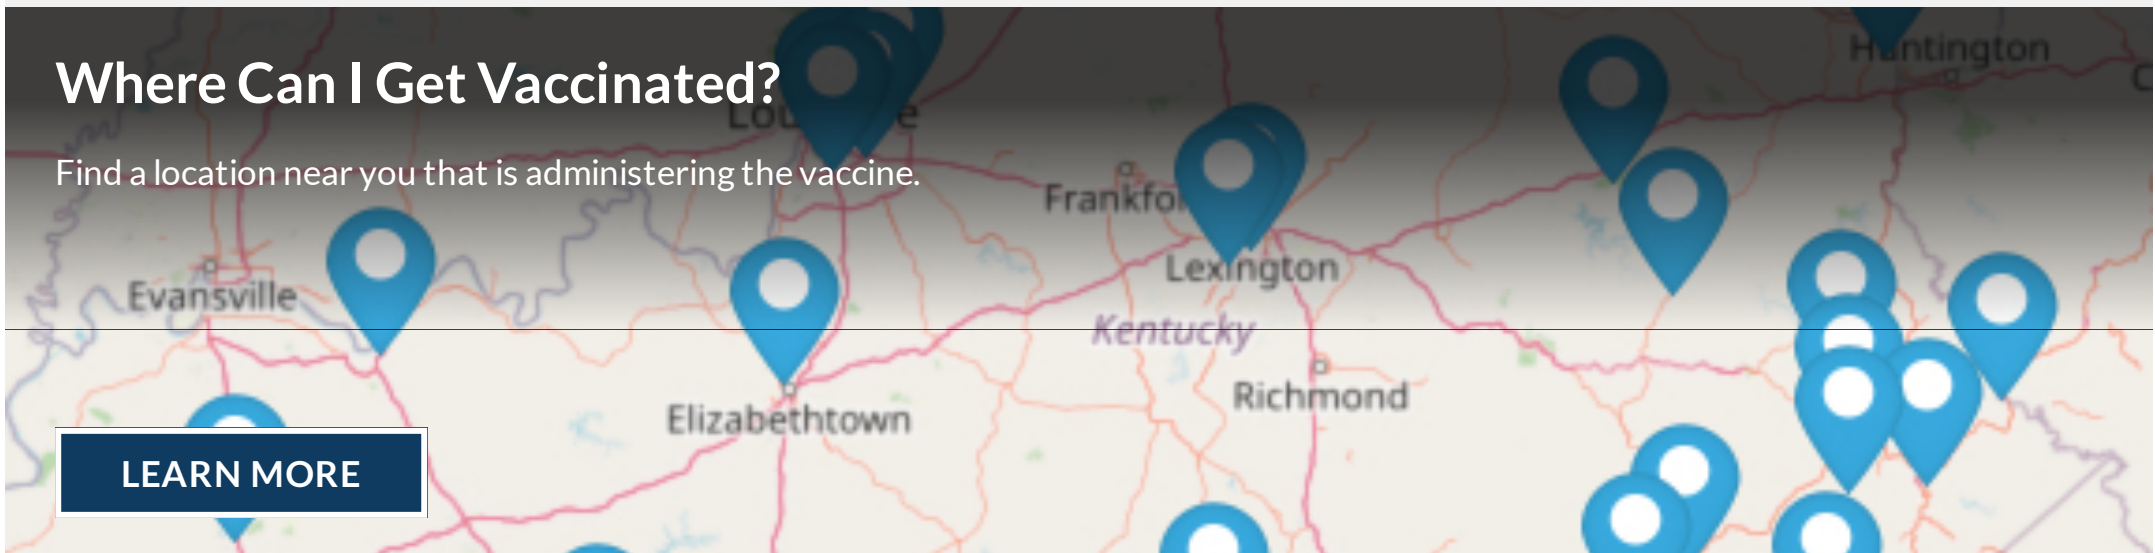 Where Can I Get Vaccinated?
Find a location near you that is administering the vaccine.
Huntington
Evansville
Lexington
Kentucky
Richmond
Elizabethtown
LEARN MORE